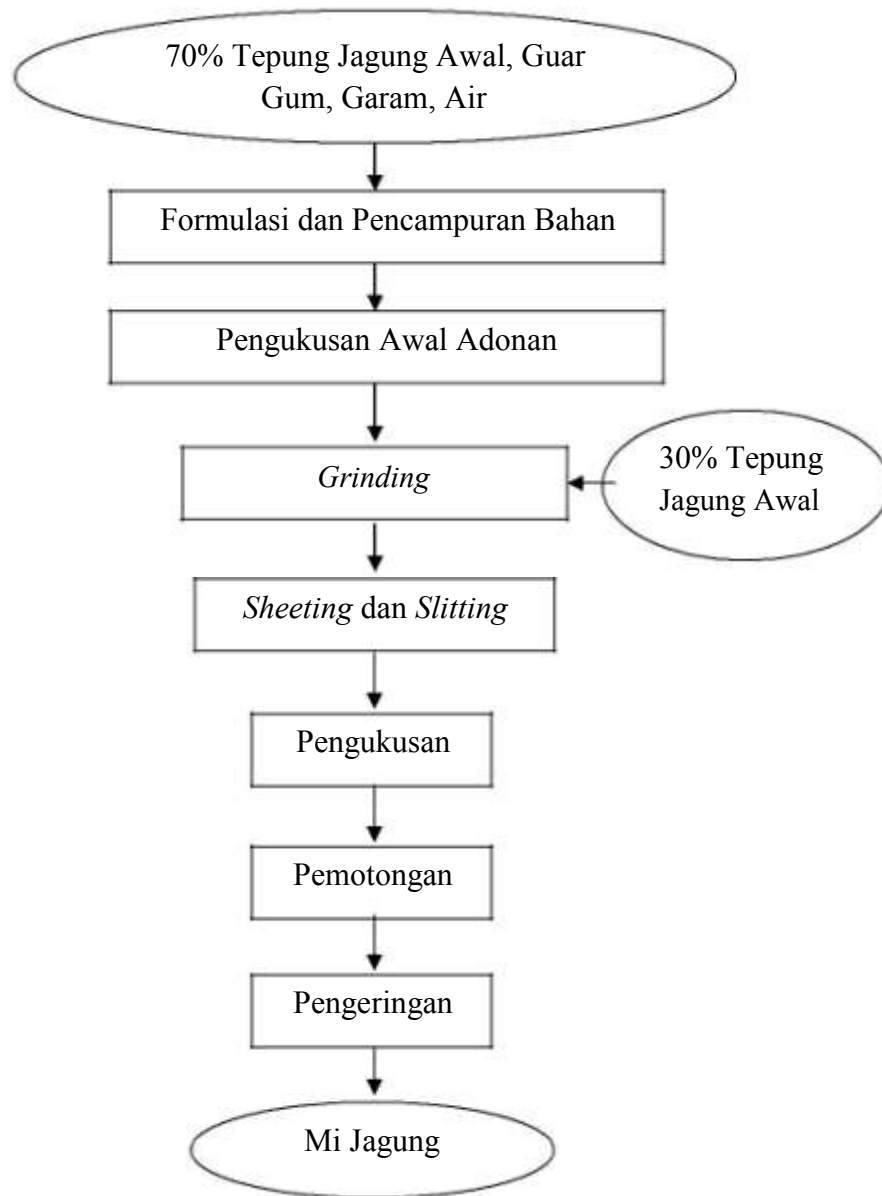 70% Tepung Jagung Awal, Guar
Gum, Garam, Air
Formulasi dan Pencampuran Bahan
Pengukusan Awal Adonan
Grinding
30% Tepung
Jagung Awal
Sheeting dan Slitting
Pengukusan
Pemotongan
Pengeringan
Mi Jagung